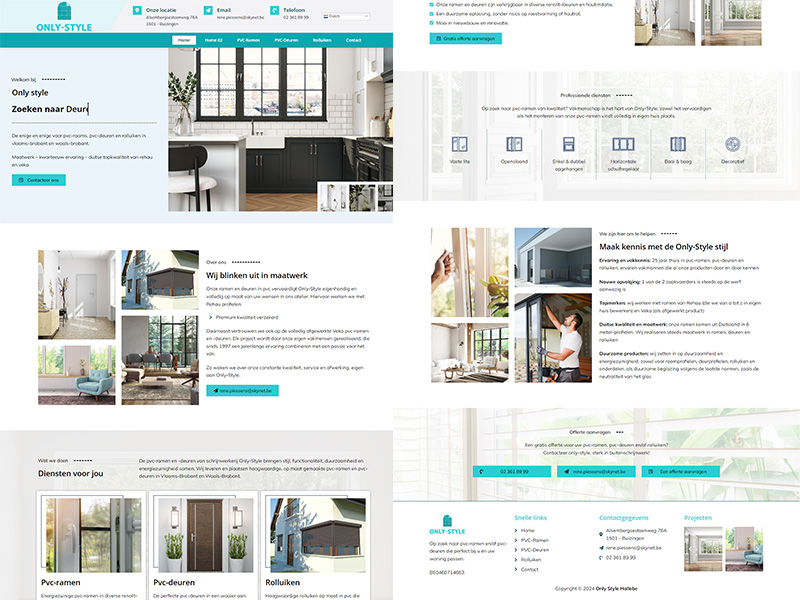 ONLY-STYLE
Onze locatie
Alsembergsesteenweg 76A
1501 - Buizingen
Email
rene.piessens@skynet.be
Telefoon
02 361 89 99
Dutch
Home
Home 02
PVC-Ramen
PVC-Deuren
Rolluiken
Contact
Welkom bij
Only style
Zoeken naar Deure
De enige en enige voor pvc-raams, pvc-deuren en rolluiken in
vlaams-brabant en waals-brabant.
Maatwerk – kwarteeuw ervaring – duitse topkwaliteit van rehau
en veka
Contacteer ons
Over ons
Wij blinken uit in maatwerk
Onze ramen en deuren in pvc vervaardigt Only-Style eigenhandig en
volledig op maat van uw wensen in ons atelier. Hiervoor werken we met
Rehau profielen:
Premium kwaliteit verzekerd
Daarnaast vertrouwen we ook op de volledig afgewerkte Veka pvc-ramen
en -deuren. Elk project wordt door onze eigen vakmensen gerealiseerd, die
sinds 1997 een jarenlange ervaring combineren met een passie voor het
vak.
Zo waken we over onze constante kwaliteit, service en afwerking, eigen
aan Only-Style.
rene.piessens@skynet.be
Wat we doen
Diensten voor jou
De pvc-ramen en -deuren van schrijnwerkerij Only-Style brengen stijl, functionaliteit, duurzaamheid en
energiezuinigheid samen. Wij leveren en plaatsen hoogwaardige, op maat gemaakte pvc-ramen en pvc-
deuren in Vlaams-Brabant en Waals-Brabant.
Pvc-ramen
Energiezuinige pvc-ramen in diverse renolit-
Pvc-deuren
De perfecte pvc-deuren in een waaier aan
Rolluiken
Hoogwaardige rolluiken op maat in pvc die
Onze ramen en deuren zijn verkrijgbaar in diverse renolit-kleuren en houtimitatie.
Een duurzame oplossing, zonder risico op roestvorming of houtrot.
Mooi in nieuwbouw en renovatie.
Gratis offerte aanvragen
Professionele diensten
Op zoek naar pvc-ramen van kwaliteit? Vakmanschap is het hart van Only-Style: zowel het vervaardigen
als het monteren van onze pvc-ramen vindt volledig in eigen huis plaats.
Vaste lite
Openslaand
Enkel & dubbel
opgehangen
Horizontale
schuifregelaar
Baai & boog
Decoratief
We zijn hier om te helpen
Maak kennis met de Only-Style stijl
Ervaring en vakkennis: 25 jaar thuis in pvc-ramen, pvc-deuren en
rolluiken, ervaren vakmensen die al onze producten door en door kennen
Nauwe opvolging: 1 van de 2 zaakvoerders is steeds op de werf
aanwezig is
Topmerken: wij werken met ramen van Rehau (die we van a tot z in eigen
huis bewerken) en Veka (als afgewerkt product)
Duitse kwaliteit en maatwerk: onze ramen komen uit Duitsland in 6
meter-profielen. Wij realiseren steeds maatwerk in ramen, deuren en
rolluiken
Duurzame producten: wij zetten in op duurzaamheid en
energiezuinigheid, zowel voor raamprofielen, deurprofielen, rolluiken en
onderdelen, als duurzame beglazing volgens de laatste normen, zoals de
neutraliteit van het glas
Offerte aanvragen
Een gratis offerte voor uw pvc-ramen, pvc-deuren en/of rolluiken?
Contacteer only-style, sterk in buitenschrijnwerk!
02 361 89 99
rene.piessens@skynet.be
Een offerte aanvragen
ONLY-STYLE
Op zoek naar pvc-ramen en/of pvc-
deuren die perfect bij u en uw
woning passen.
BE0460714663
Snelle links
Home
PVC-Ramen
PVC-Deuren
Rolluiken
Contact
Contactgegevens
Alsembergsesteenweg 76A
1501 - Buizingen
rene.piessens@skynet.be
02 361 89 99
Projecten
Copyright © 2024 Only Style Hallebe